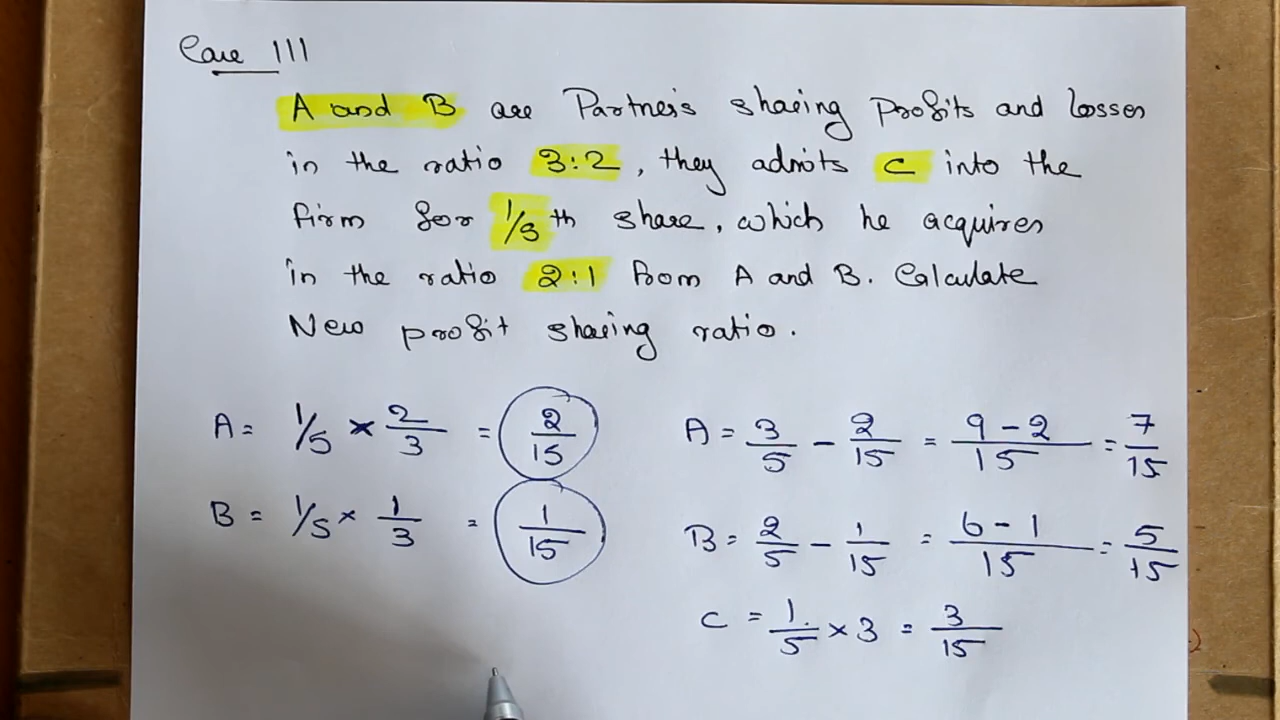 Case III
A and B are Partners sharing Profits and losses
in the ratio 3:2, they admits C into the
firm for 1/5th share, which he acquires
in the ratio 2:1 from A and B. Calculate
New profit sharing ratio.
A = 1/5 × 2/3 = 2/15
B = 1/5 × 1/3 = 1/15
A = 3/5 - 2/15 = 9-2/15 = 7/15
B = 2/5 - 1/15 = 6-1/15 = 5/15
C = 1/5 × 3 = 3/15